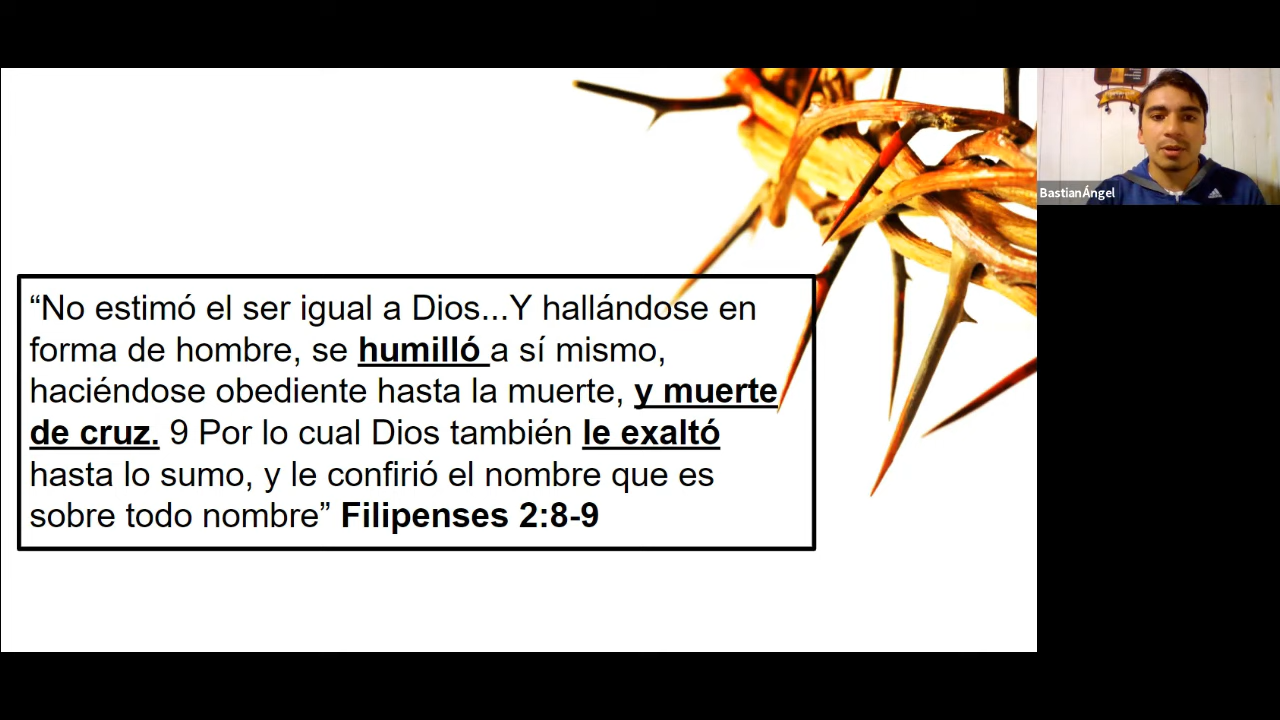 “No estimó el ser igual a Dios...Y hallándose en
forma de hombre, se humilló a sí mismo,
haciéndose obediente hasta la muerte, y muerte
de cruz. 9 Por lo cual Dios también le exaltó
hasta lo sumo, y le confirió el nombre que es
sobre todo nombre” Filipenses 2:8-9
BastianÁngel